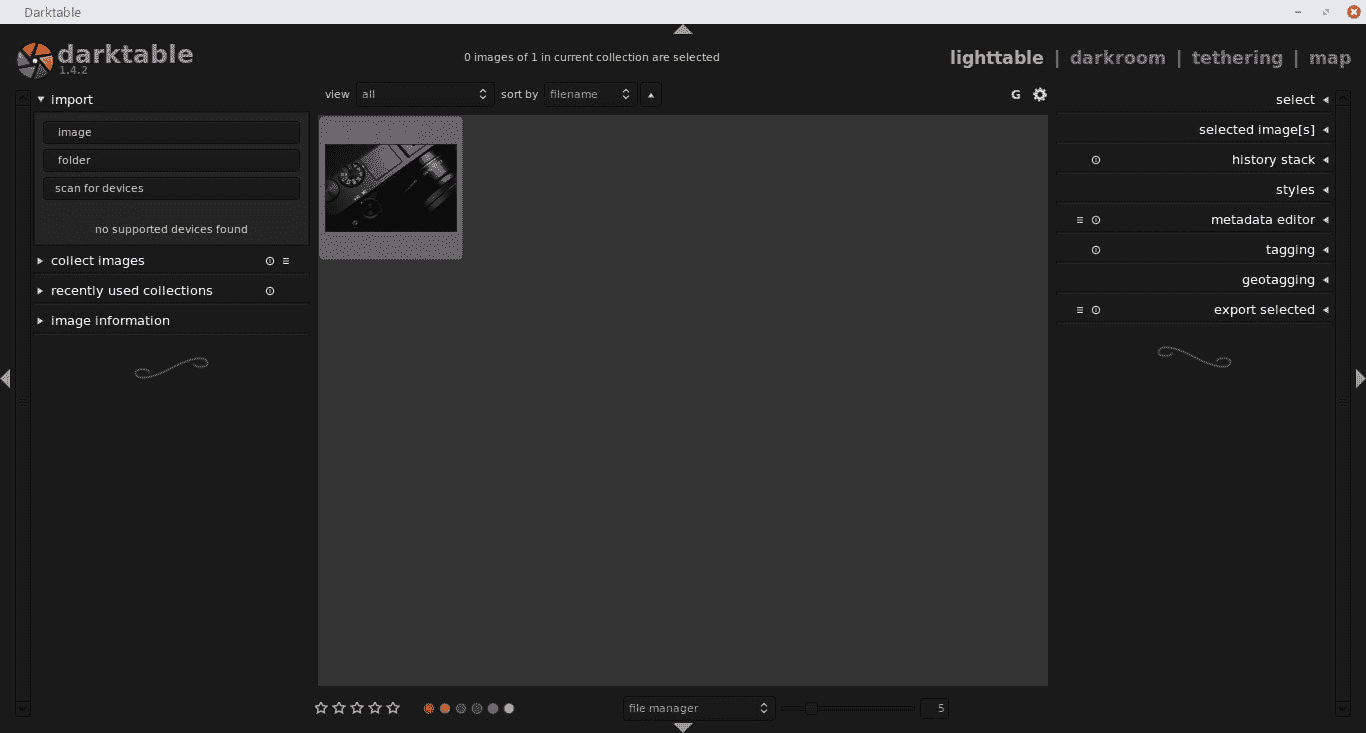 Darktable
darktable
1.4.2
0 images of 1 in current collection are selected
lighttable | darkroom | tethering | map
view all sort by filename G
import
image
folder
scan for devices
no supported devices found
collect images
recently used collections
image information
select
selected image[s]
history stack
styles
metadata editor
tagging
geotagging
export selected
file manager 5